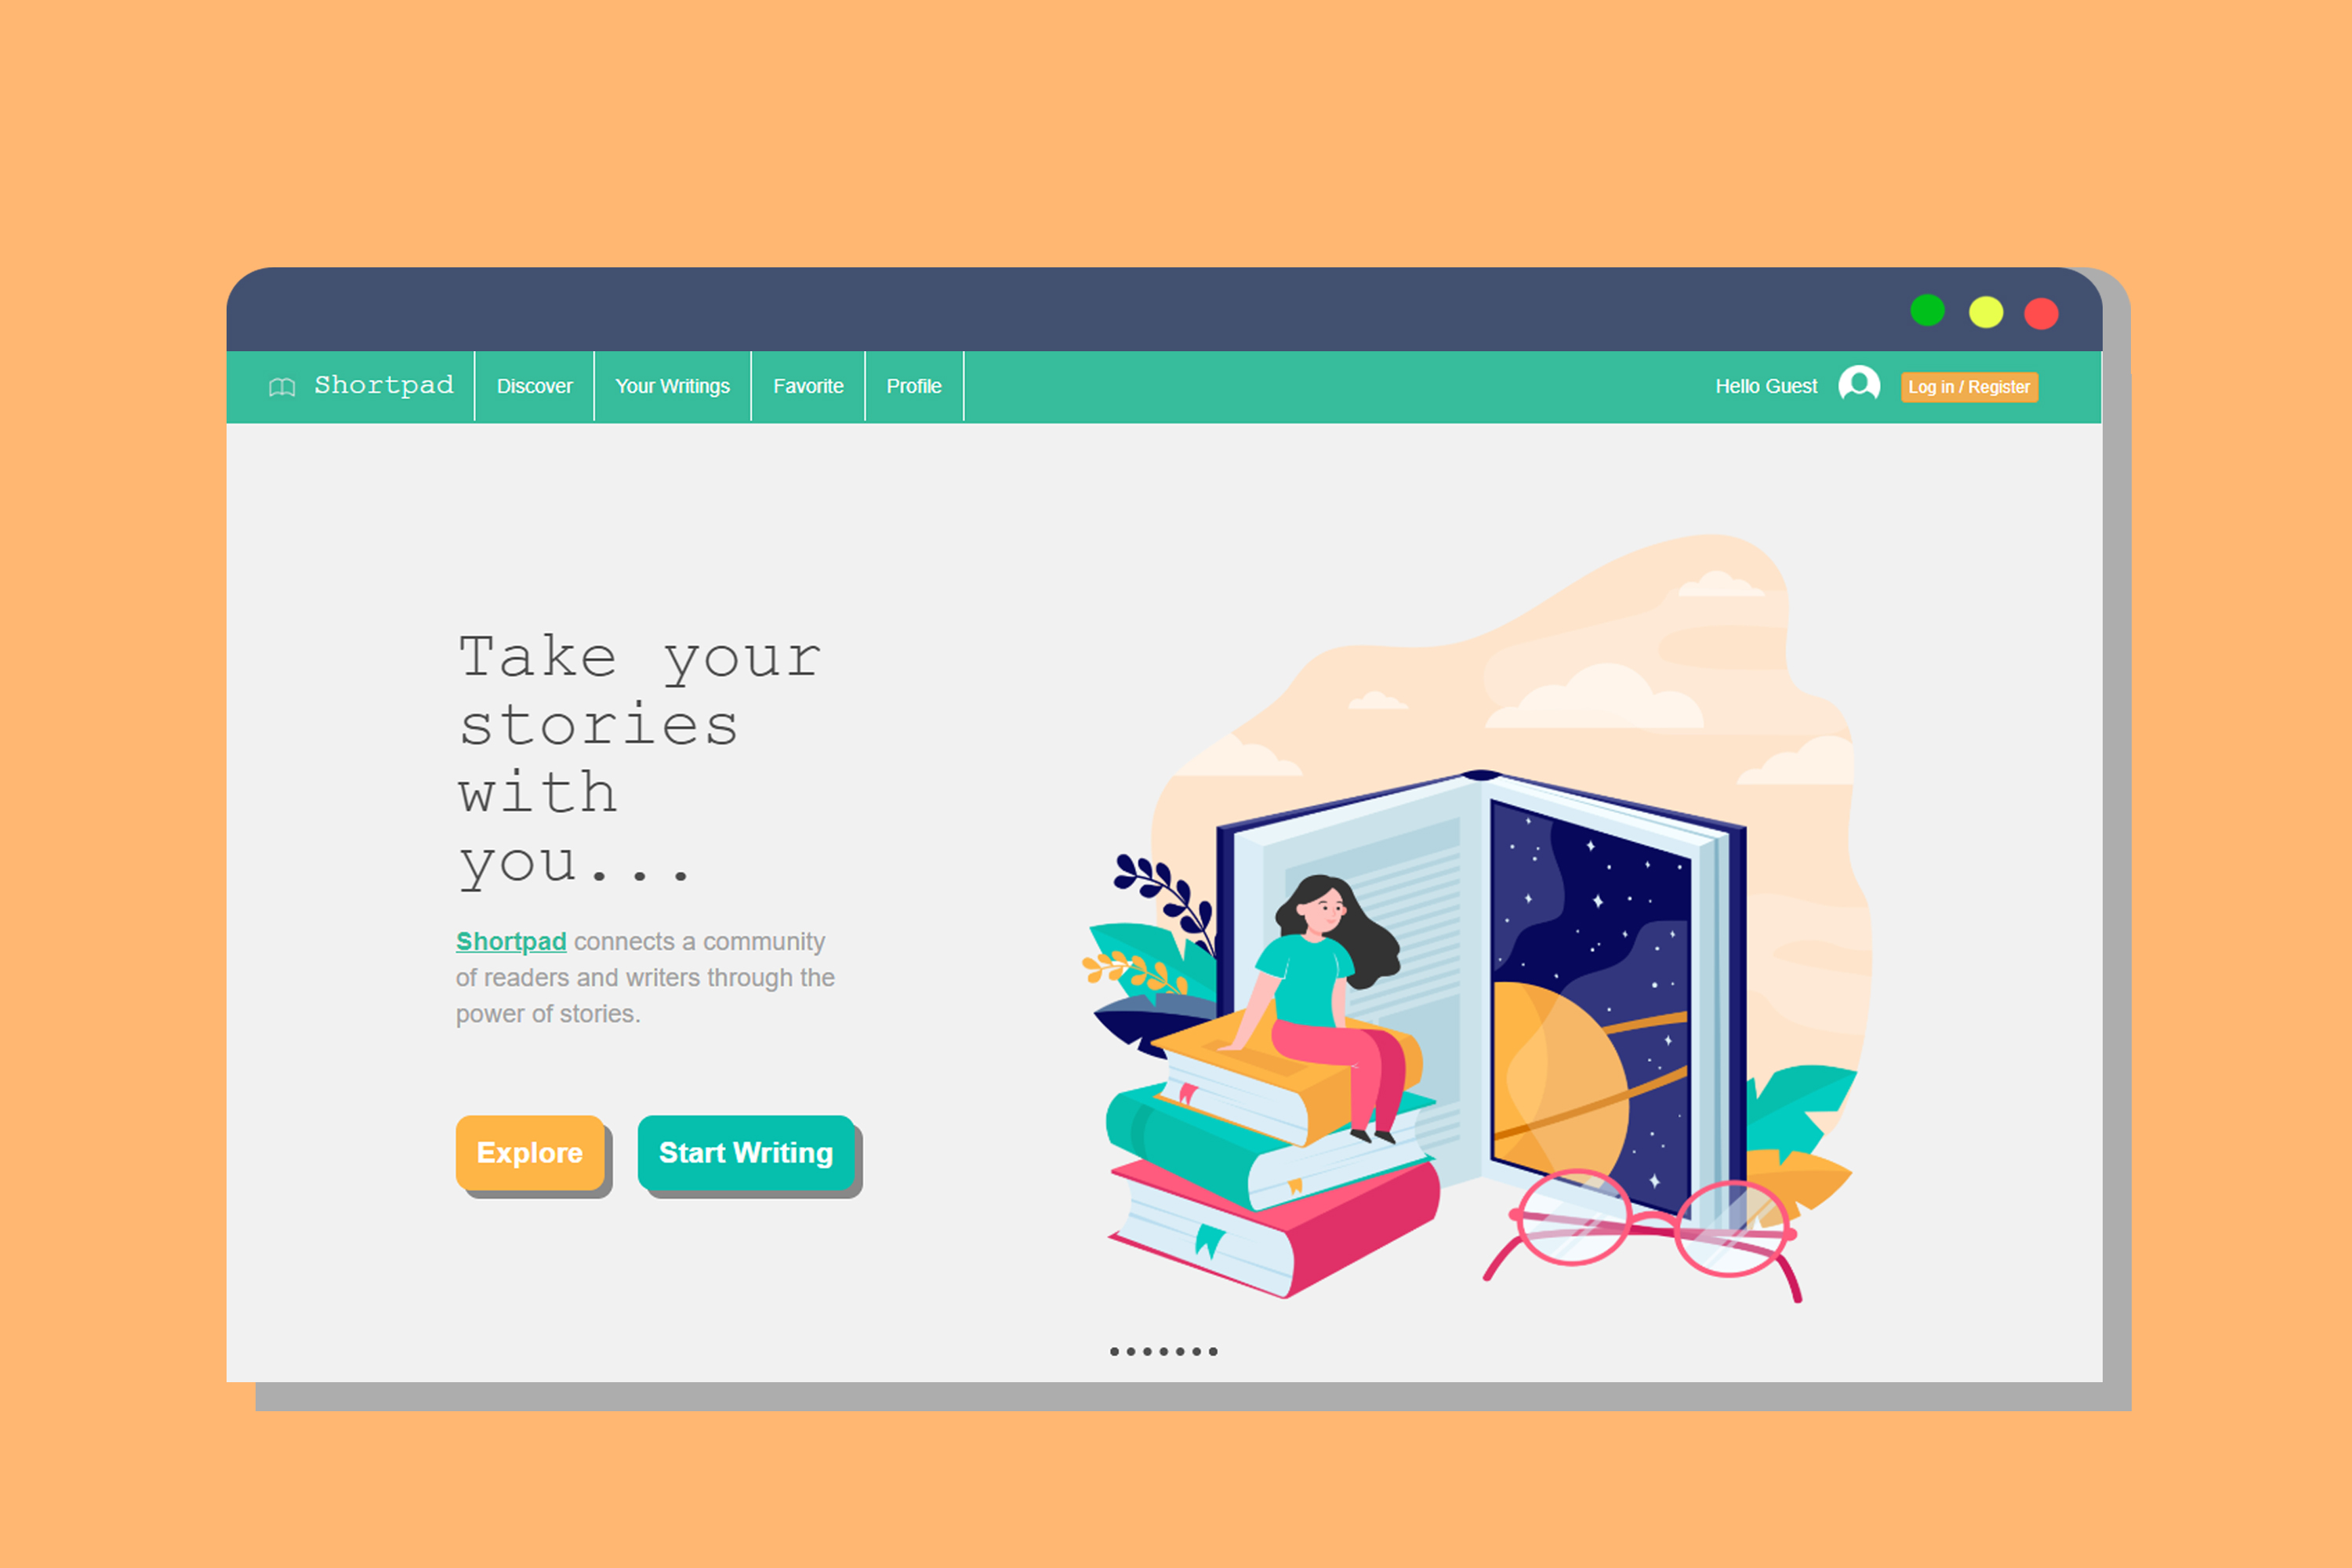 Shortpad Discover Your Writings Favorite Profile Hello Guest Log in / Register
Take your
stories
with
you...
Shortpad connects a community
of readers and writers through the
power of stories.
Explore Start Writing